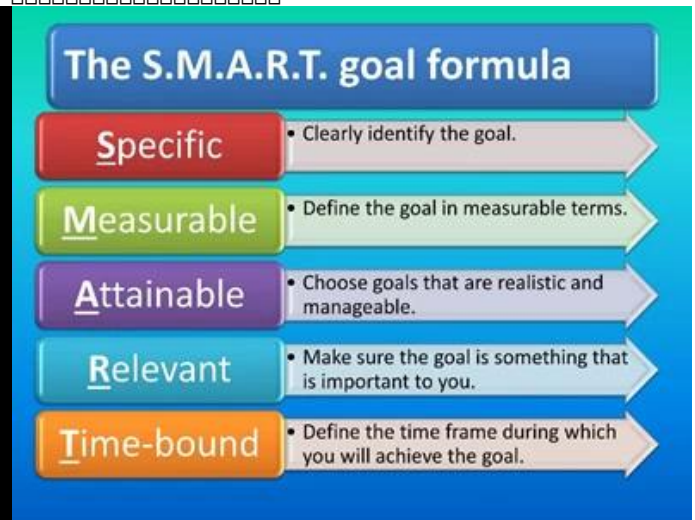 The S.M.A.R.T. goal formula
Specific
• Clearly identify the goal.
Measurable
• Define the goal in measurable terms.
Attainable
• Choose goals that are realistic and
manageable.
Relevant
• Make sure the goal is something that
is important to you.
Time-bound
• Define the time frame during which
you will achieve the goal.